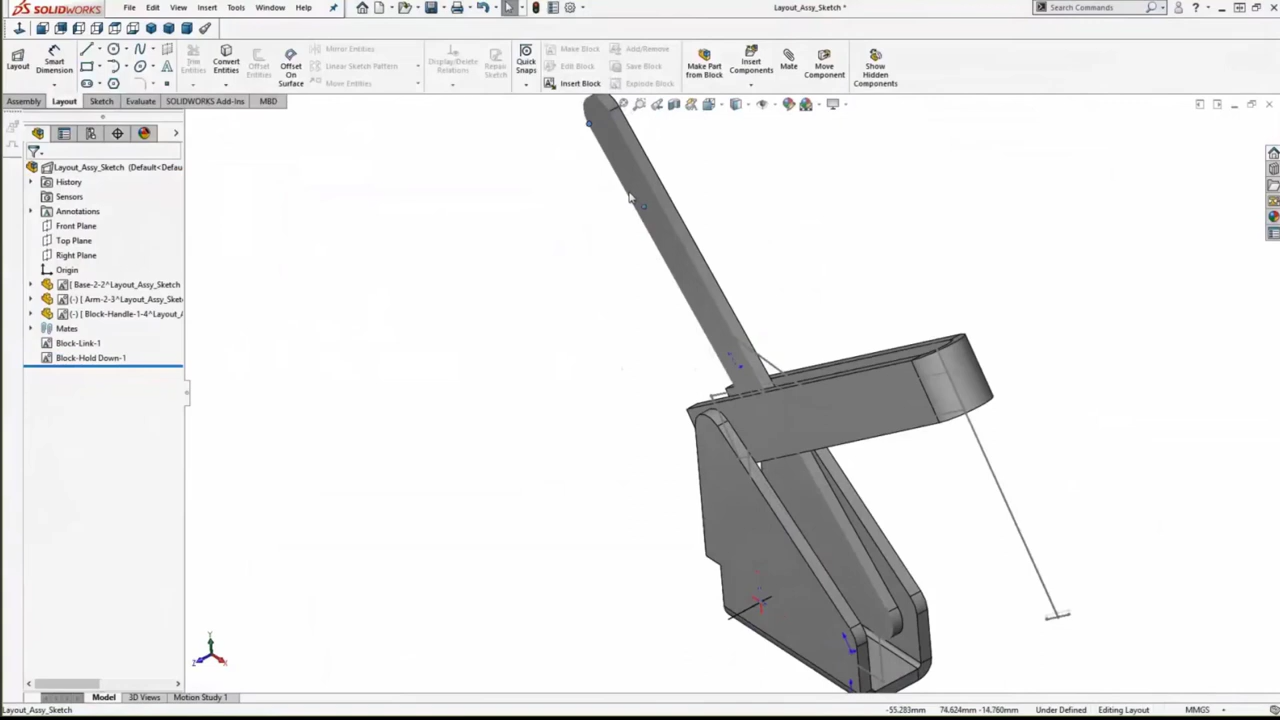 SOLIDWORKS File Edit View Insert Tools Window Help Layout_Assy_Sketch * Search Commands
Layout Smart Dimension Trim Entities Convert Entities Offset Entities Offset On Surface Mirror Entities Linear Sketch Pattern Move Entities Display/Delete Relations Repair Sketch Quick Snaps Make Block Edit Block Insert Block Add/Remove Save Block Explode Block Make Part from Block Insert Components Mate Move Component Show Hidden Components
Assembly Layout Sketch Evaluate SOLIDWORKS Add-Ins MBD
Layout_Assy_Sketch (Default<Defau
History
Sensors
Annotations
Front Plane
Top Plane
Right Plane
Origin
[ Base-2-2^Layout_Assy_Sketch
(-) [ Arm-2-3^Layout_Assy_Sketc
(-) [ Block-Handle-1-4^Layout_A
Mates
Block-Link-1
Block-Hold Down-1
Y
Z X
Model 3D Views Motion Study 1
Layout_Assy_Sketch -55.283mm 74.624mm -14.760mm Under Defined Editing Layout MMGS